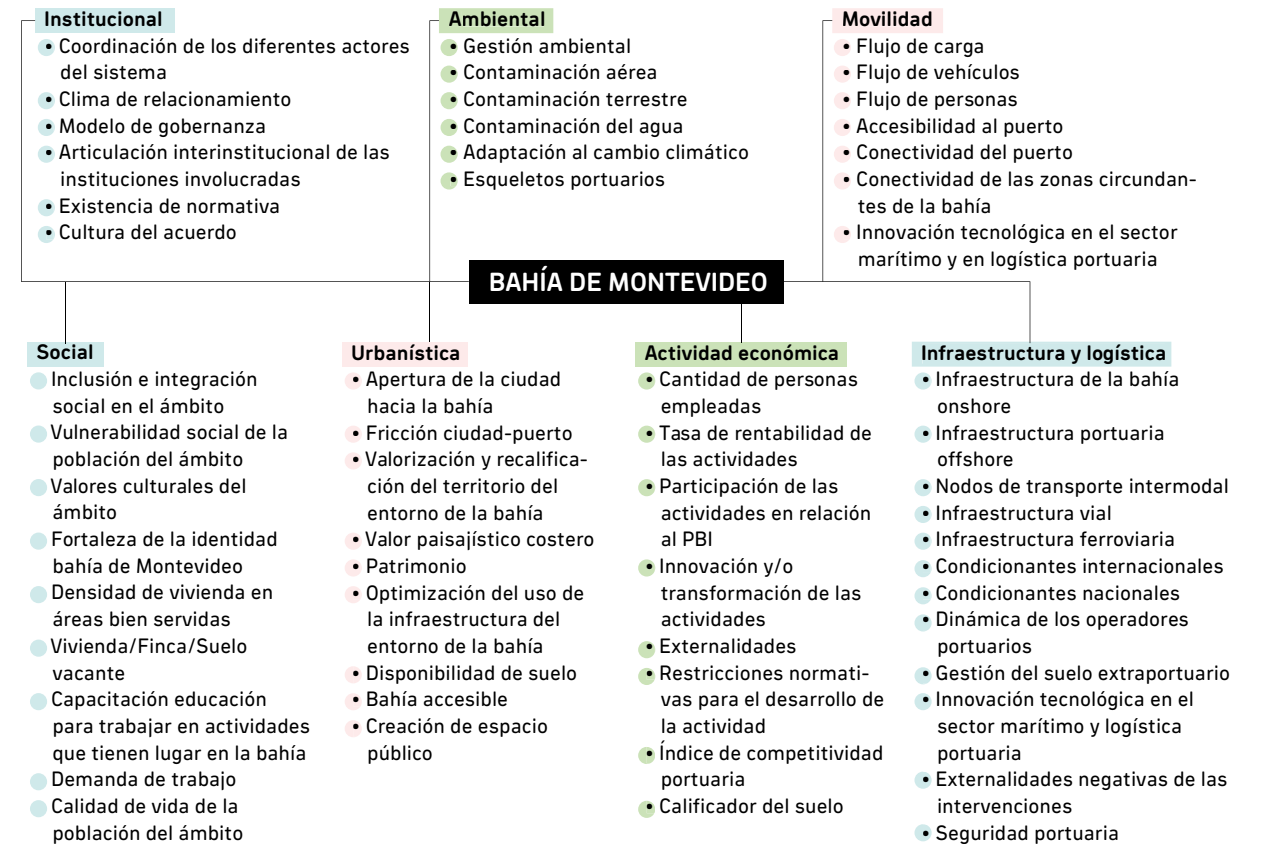 Institucional
• Coordinación de los diferentes actores
del sistema
• Clima de relacionamiento
• Modelo de gobernanza
• Articulación interinstitucional de las
instituciones involucradas
• Existencia de normativa
• Cultura del acuerdo
Ambiental
• Gestión ambiental
• Contaminación aérea
• Contaminación terrestre
• Contaminación del agua
• Adaptación al cambio climático
• Esqueletos portuarios
Movilidad
• Flujo de carga
• Flujo de vehículos
• Flujo de personas
• Accesibilidad al puerto
• Conectividad del puerto
• Conectividad de las zonas circundan-
tes de la bahía
• Innovación tecnológica en el sector
marítimo y en logística portuaria
BAHÍA DE MONTEVIDEO
Social
Inclusión e integración
social en el ámbito
Vulnerabilidad social de la
población del ámbito
Valores culturales del
ámbito
Fortaleza de la identidad
bahía de Montevideo
Densidad de vivienda en
áreas bien servidas
Vivienda/Finca/Suelo
vacante
Capacitación educación
para trabajar en actividades
que tienen lugar en la bahía
Demanda de trabajo
Calidad de vida de la
población del ámbito
Urbanística
• Apertura de la ciudad
hacia la bahía
• Fricción ciudad-puerto
• Valorización y recalifica-
ción del territorio del
entorno de la bahía
• Valor paisajístico costero
• Patrimonio
• Optimización del uso de
la infraestructura del
entorno de la bahía
• Disponibilidad de suelo
• Bahía accesible
• Creación de espacio
público
Actividad económica
• Cantidad de personas
empleadas
• Tasa de rentabilidad de
las actividades
• Participación de las
actividades en relación
al PBI
• Innovación y/o
transformación de las
actividades
• Externalidades
• Restricciones normati-
vas para el desarrollo de
la actividad
• Índice de competitividad
portuaria
• Calificador del suelo
Infraestructura y logística
• Infraestructura de la bahía
onshore
• Infraestructura portuaria
offshore
• Nodos de transporte intermodal
• Infraestructura vial
• Infraestructura ferroviaria
• Condicionantes internacionales
• Condicionantes nacionales
• Dinámica de los operadores
portuarios
• Gestión del suelo extraportuario
• Innovación tecnológica en el
sector marítimo y logística
portuaria
• Externalidades negativas de las
intervenciones
• Seguridad portuaria